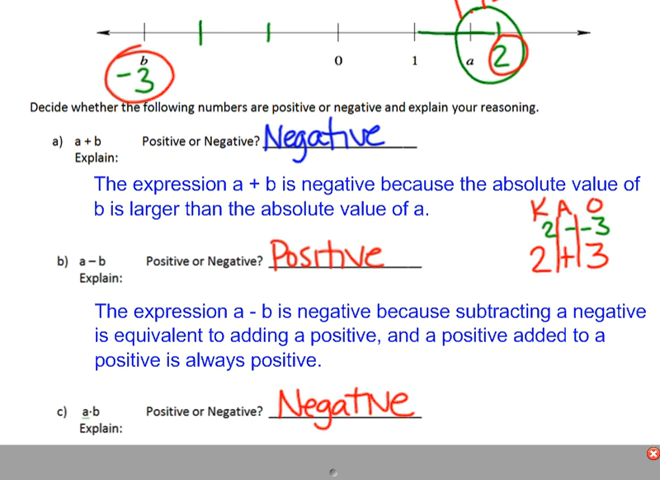 b 0 1 a 2
-3
Decide whether the following numbers are positive or negative and explain your reasoning.
a) a + b Positive or Negative? Negative
Explain:
The expression a + b is negative because the absolute value of
b is larger than the absolute value of a.
K A O
2 - -3
2 + 3
b) a – b Positive or Negative? Positive
Explain:
The expression a - b is negative because subtracting a negative
is equivalent to adding a positive, and a positive added to a
positive is always positive.
c) a·b Positive or Negative? Negative
Explain: